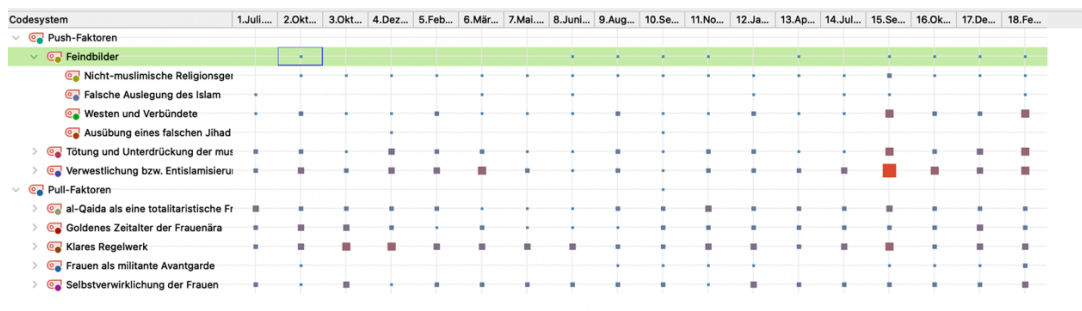 Codesystem 1.Juli.... 2.Okt... 3.Okt... 4.Dez... 5.Feb... 6.Mär... 7.Mai.... 8.Juni... 9.Aug... 10.Se... 11.No... 12.Ja... 13.Ap... 14.Jul... 15.Se... 16.Ok... 17.De... 18.Fe...
Push-Faktoren
Feindbilder
Nicht-muslimische Religionsger
Falsche Auslegung des Islam
Westen und Verbündete
Ausübung eines falschen Jihad
Tötung und Unterdrückung der mus
Verwestlichung bzw. Entislamisieru
Pull-Faktoren
al-Qaida als eine totalitaristische Fr
Goldenes Zeitalter der Frauenära
Klares Regelwerk
Frauen als militante Avantgarde
Selbstverwirklichung der Frauen